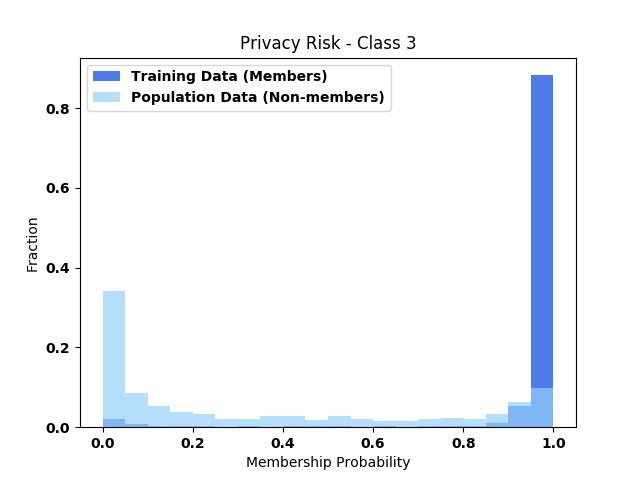 Privacy Risk - Class 3
Training Data (Members)
Population Data (Non-members)
Fraction
0.8
0.6
0.4
0.2
0.0
0.0 0.2 0.4 0.6 0.8 1.0
Membership Probability